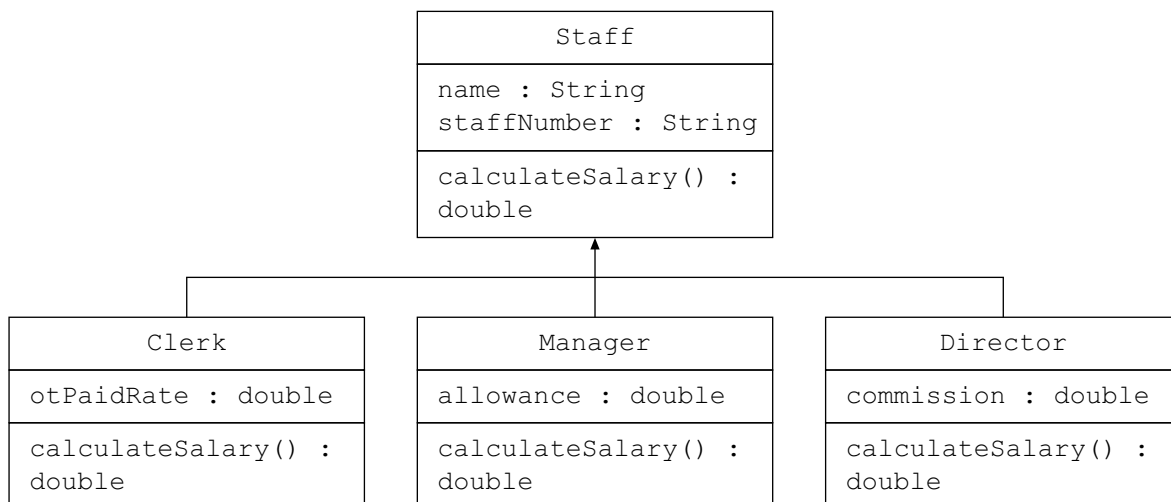 Staff
name : String
staffNumber : String
calculateSalary() :
double
Clerk
otPaidRate : double
calculateSalary() :
double
Manager
allowance : double
calculateSalary() :
double
Director
commission : double
calculateSalary() :
double